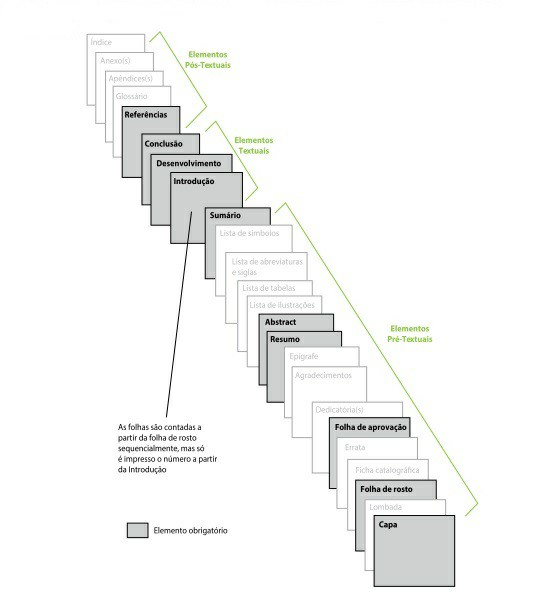 Índice
Anexo(s)
Apêndices(s)
Glossário
Referências
Elementos
Pós-Textuais
Conclusão
Desenvolvimento
Introdução
Elementos
Textuais
Sumário
Lista de símbolos
Lista de abreviaturas
e siglas
Lista de tabelas
Lista de ilustrações
Abstract
Resumo
Epígrafe
Agradecimentos
Dedicatória(s)
Folha de aprovação
Errata
Ficha catalográfica
Folha de rosto
Lombada
Capa
Elementos
Pré-Textuais
As folhas são contadas a
partir da folha de rosto
sequencialmente, mas só
é impresso o número a partir
da Introdução
Elemento obrigatório